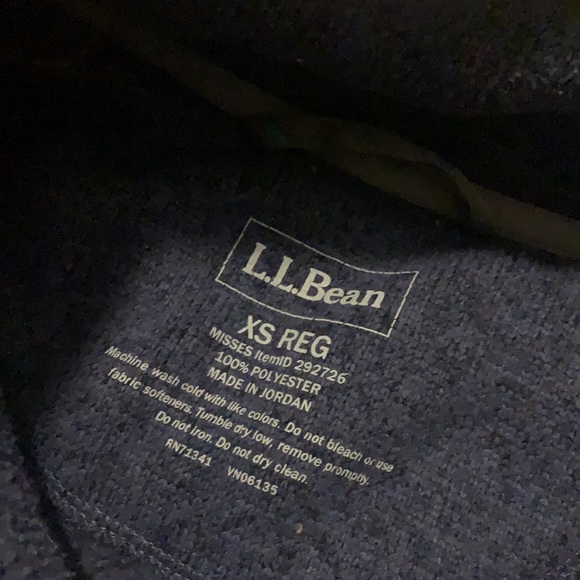 L.L.Bean
XS REG
MISSES ItemID 292726
100% POLYESTER
MADE IN JORDAN
Machine wash cold with like colors. Do not bleach or use
fabric softeners. Tumble dry low, remove promptly.
Do not iron. Do not dry clean.
RN71341 VN06135